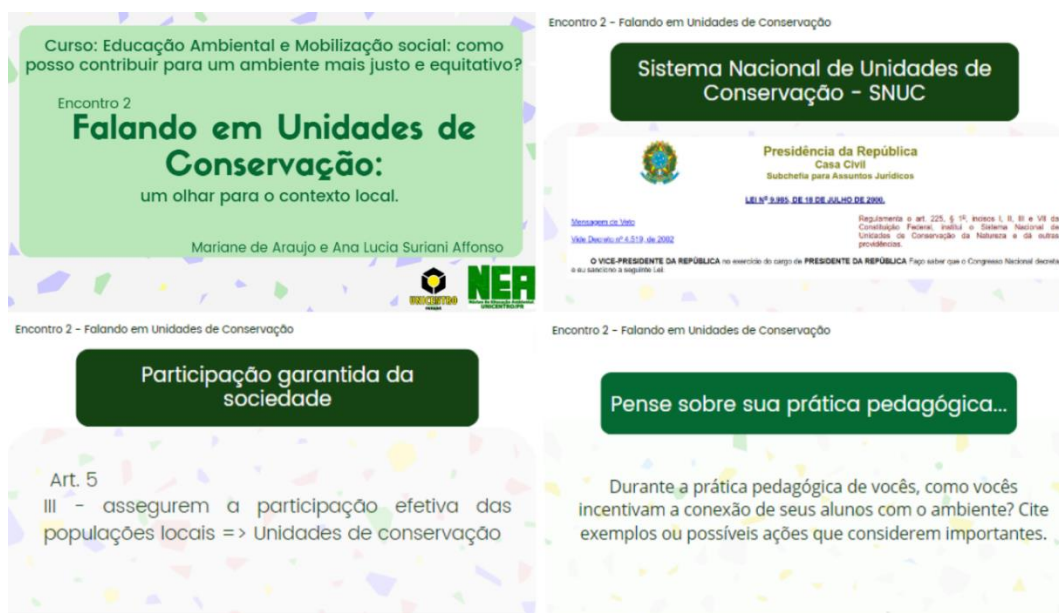 Curso: Educação Ambiental e Mobilização social: como
posso contribuir para um ambiente mais justo e equitativo?
Encontro 2
Falando em Unidades de
Conservação:
um olhar para o contexto local.
Mariane de Araujo e Ana Lucia Suriani Affonso
UNICENTRO
PARANÁ
NEA
Núcleo de Educação Ambiental
UNICENTRO/PR
Encontro 2 - Falando em Unidades de Conservação
Sistema Nacional de Unidades de
Conservação - SNUC
Presidência da República
Casa Civil
Subchefia para Assuntos Jurídicos
LEI Nº 9.985, DE 18 DE JULHO DE 2000.
Mensagem de Veto
Vide Decreto nº 4.519, de 2002
Regulamenta o art. 225, § 1º, incisos I, II, III e VII da
Constituição Federal, institui o Sistema Nacional de
Unidades de Conservação da Natureza e dá outras
providências.
O VICE-PRESIDENTE DA REPÚBLICA no exercício do cargo de PRESIDENTE DA REPÚBLICA Faço saber que o Congresso Nacional decreta
e eu sanciono a seguinte Lei:
Encontro 2 - Falando em Unidades de Conservação
Participação garantida da
sociedade
Art. 5
III - assegurem a participação efetiva das
populações locais => Unidades de conservação
Encontro 2 - Falando em Unidades de Conservação
Pense sobre sua prática pedagógica...
Durante a prática pedagógica de vocês, como vocês
incentivam a conexão de seus alunos com o ambiente? Cite
exemplos ou possíveis ações que considerem importantes.